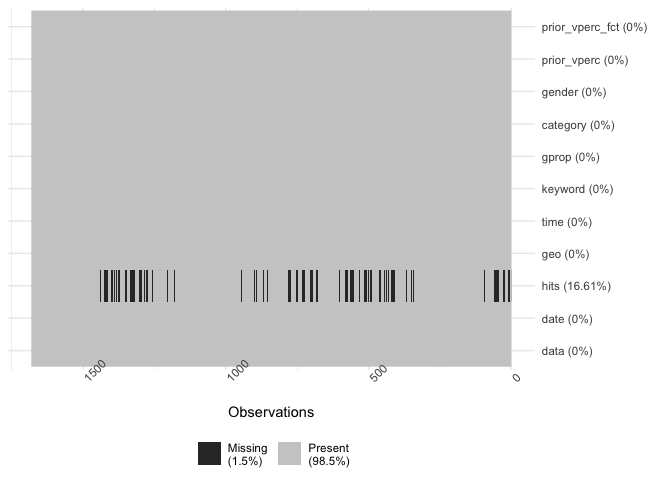 prior_vperc_fct (0%)
prior_vperc (0%)
gender (0%)
category (0%)
gprop (0%)
keyword (0%)
time (0%)
geo (0%)
hits (16.61%)
date (0%)
data (0%)
1500
1000
500
0
Observations
Missing
(1.5%)
Present
(98.5%)